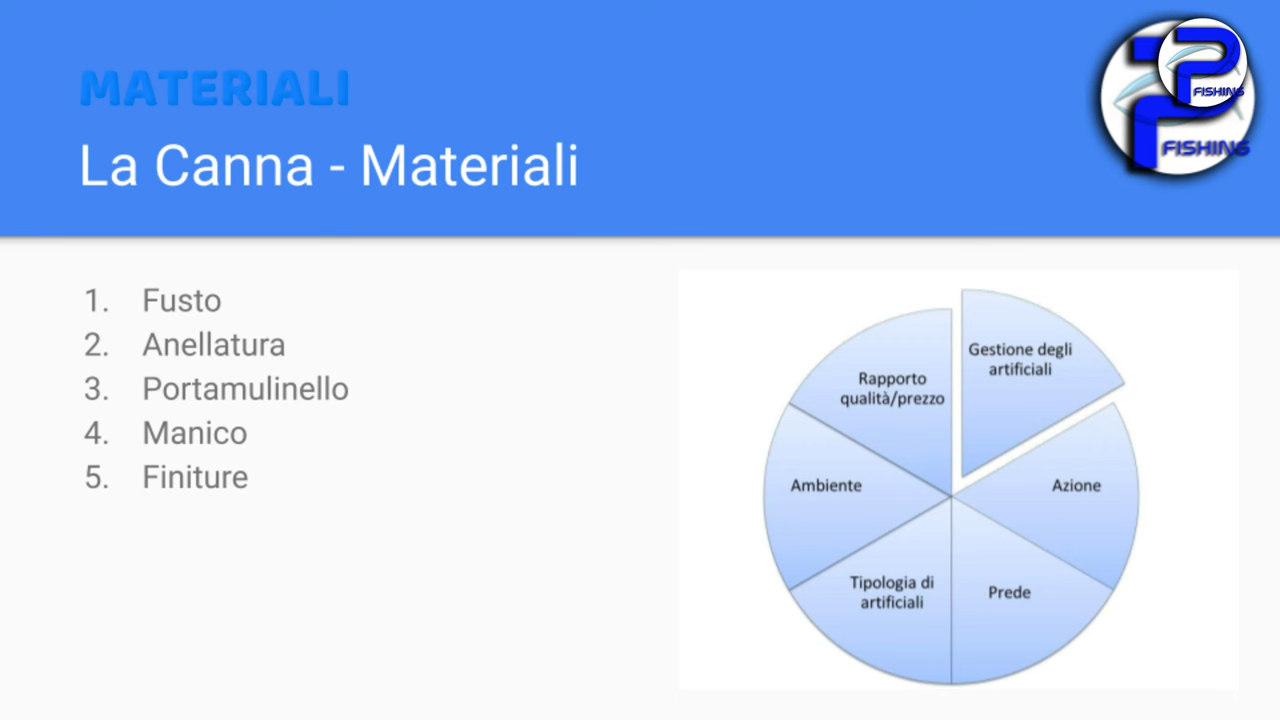 MATERIALI
La Canna - Materiali
FISHING
FISHING
1. Fusto
2. Anellatura
3. Portamulinello
4. Manico
5. Finiture
Gestione degli
artificiali
Rapporto
qualità/prezzo
Ambiente
Azione
Tipologia di
artificiali
Prede